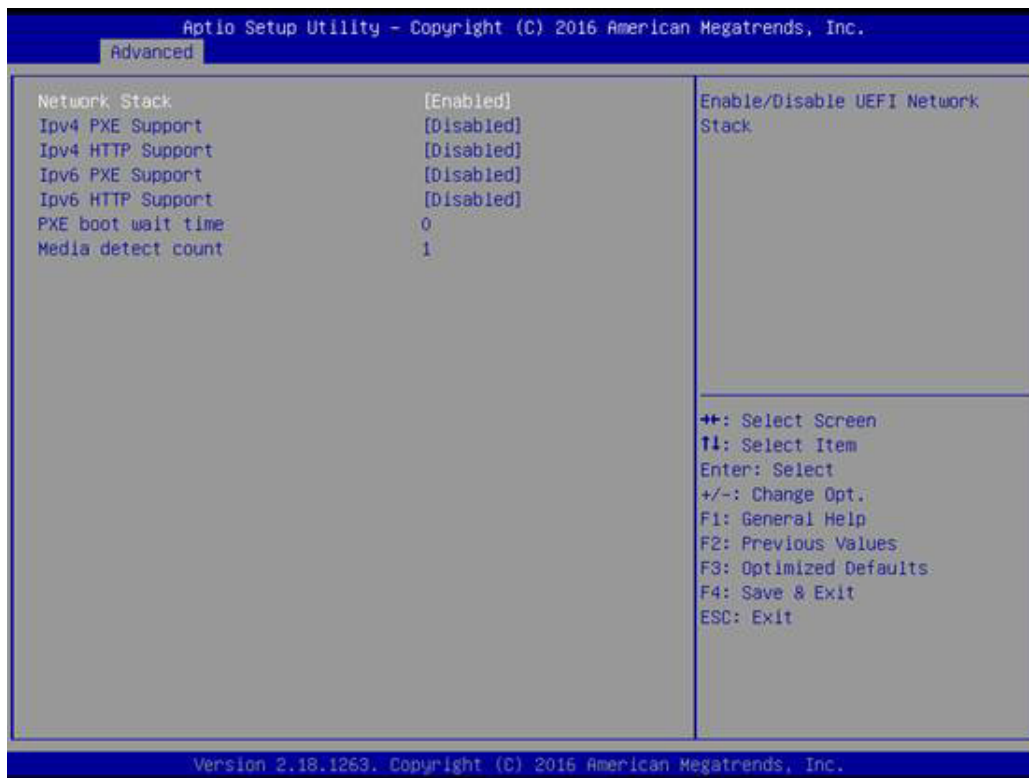 Aptio Setup Utility – Copyright (C) 2016 American Megatrends, Inc.
Advanced
Network Stack [Enabled]
Ipv4 PXE Support [Disabled]
Ipv4 HTTP Support [Disabled]
Ipv6 PXE Support [Disabled]
Ipv6 HTTP Support [Disabled]
PXE boot wait time 0
Media detect count 1
Enable/Disable UEFI Network
Stack
→←: Select Screen
↑↓: Select Item
Enter: Select
+/-: Change Opt.
F1: General Help
F2: Previous Values
F3: Optimized Defaults
F4: Save & Exit
ESC: Exit
Version 2.18.1263. Copyright (C) 2016 American Megatrends, Inc.